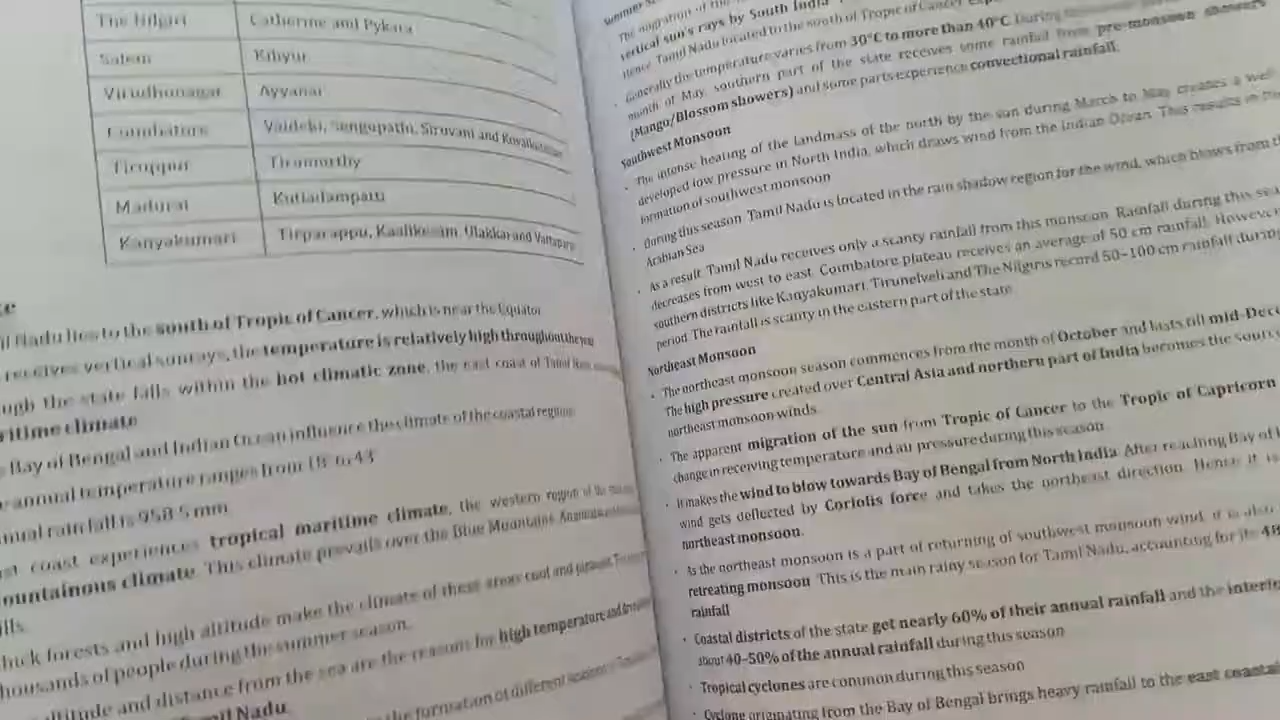 The Nilgiri Catherine and Pykara
Salem Kiliyur
Virudhunagar Ayyanar
Coimbatore Vaideki, Sengupathi, Siruvani and
Tiruppur Tirumurthy
Madurai Kutladampatti
Kanyakumari Tirparappu, Kaalikesam, Ulakkai and Vattaparai
Nadu lies to the south of Tropic of Cancer, which is near the Equator
receives vertical sun rays, the temperature is relatively high throughout the year
ugh the state falls within the hot climatic zone, the east coast of Tamil Nadu
ritime climate
Bay of Bengal and Indian Ocean influence the climate of the coastal regions
annual temperature ranges from 18° to 43°
nual rainfall is 958.5 mm
st coast experiences tropical maritime climate, the western region of the
ountainous climate. This climate prevails over the Blue Mountains,
lls.
hick forests and high altitude make the climate of these areas cool and pleasant.
housands of people during the summer season.
ltitude and distance from the sea are the reasons for high temperature and
mil Nadu.
the formation of different seasons in
The migration of the
vertical sun's rays by South India
Hence Tamil Nadu located to the south of Tropic of Cancer
• Generally the temperature varies from 30°C to more than 40°C. During
month of May, southern part of the state receives some rainfall from pre-monsoon showers
(Mango/Blossom showers) and some parts experience convectional rainfall.
Southwest Monsoon
• The intense heating of the landmass of the north by the sun during March to May creates a well
developed low pressure in North India, which draws wind from the Indian Ocean. This results in the
formation of southwest monsoon
• During this season, Tamil Nadu is located in the rain shadow region for the wind, which blows from th
Arabian Sea
• As a result, Tamil Nadu receives only a scanty rainfall from this monsoon. Rainfall during this sea
decreases from west to east. Coimbatore plateau receives an average of 50 cm rainfall. However
southern districts like Kanyakumari, Tirunelveli and The Nilgiris record 50–100 cm rainfall during
period. The rainfall is scanty in the eastern part of the state.
Northeast Monsoon
• The northeast monsoon season commences from the month of October and lasts till mid-Dece
The high pressure created over Central Asia and northern part of India becomes the source
northeast monsoon winds.
• The apparent migration of the sun from Tropic of Cancer to the Tropic of Capricorn
change in receiving temperature and air pressure during this season
• It makes the wind to blow towards Bay of Bengal from North India. After reaching Bay of
wind gets deflected by Coriolis force and takes the northeast direction. Hence it is
northeast monsoon.
• As the northeast monsoon is a part of returning of southwest monsoon wind, it is also
retreating monsoon. This is the main rainy season for Tamil Nadu, accounting for its 48
rainfall
• Coastal districts of the state get nearly 60% of their annual rainfall and the interio
about 40–50% of the annual rainfall during this season
• Tropical cyclones are common during this season
• Cyclone originating from the Bay of Bengal brings heavy rainfall to the east coastal